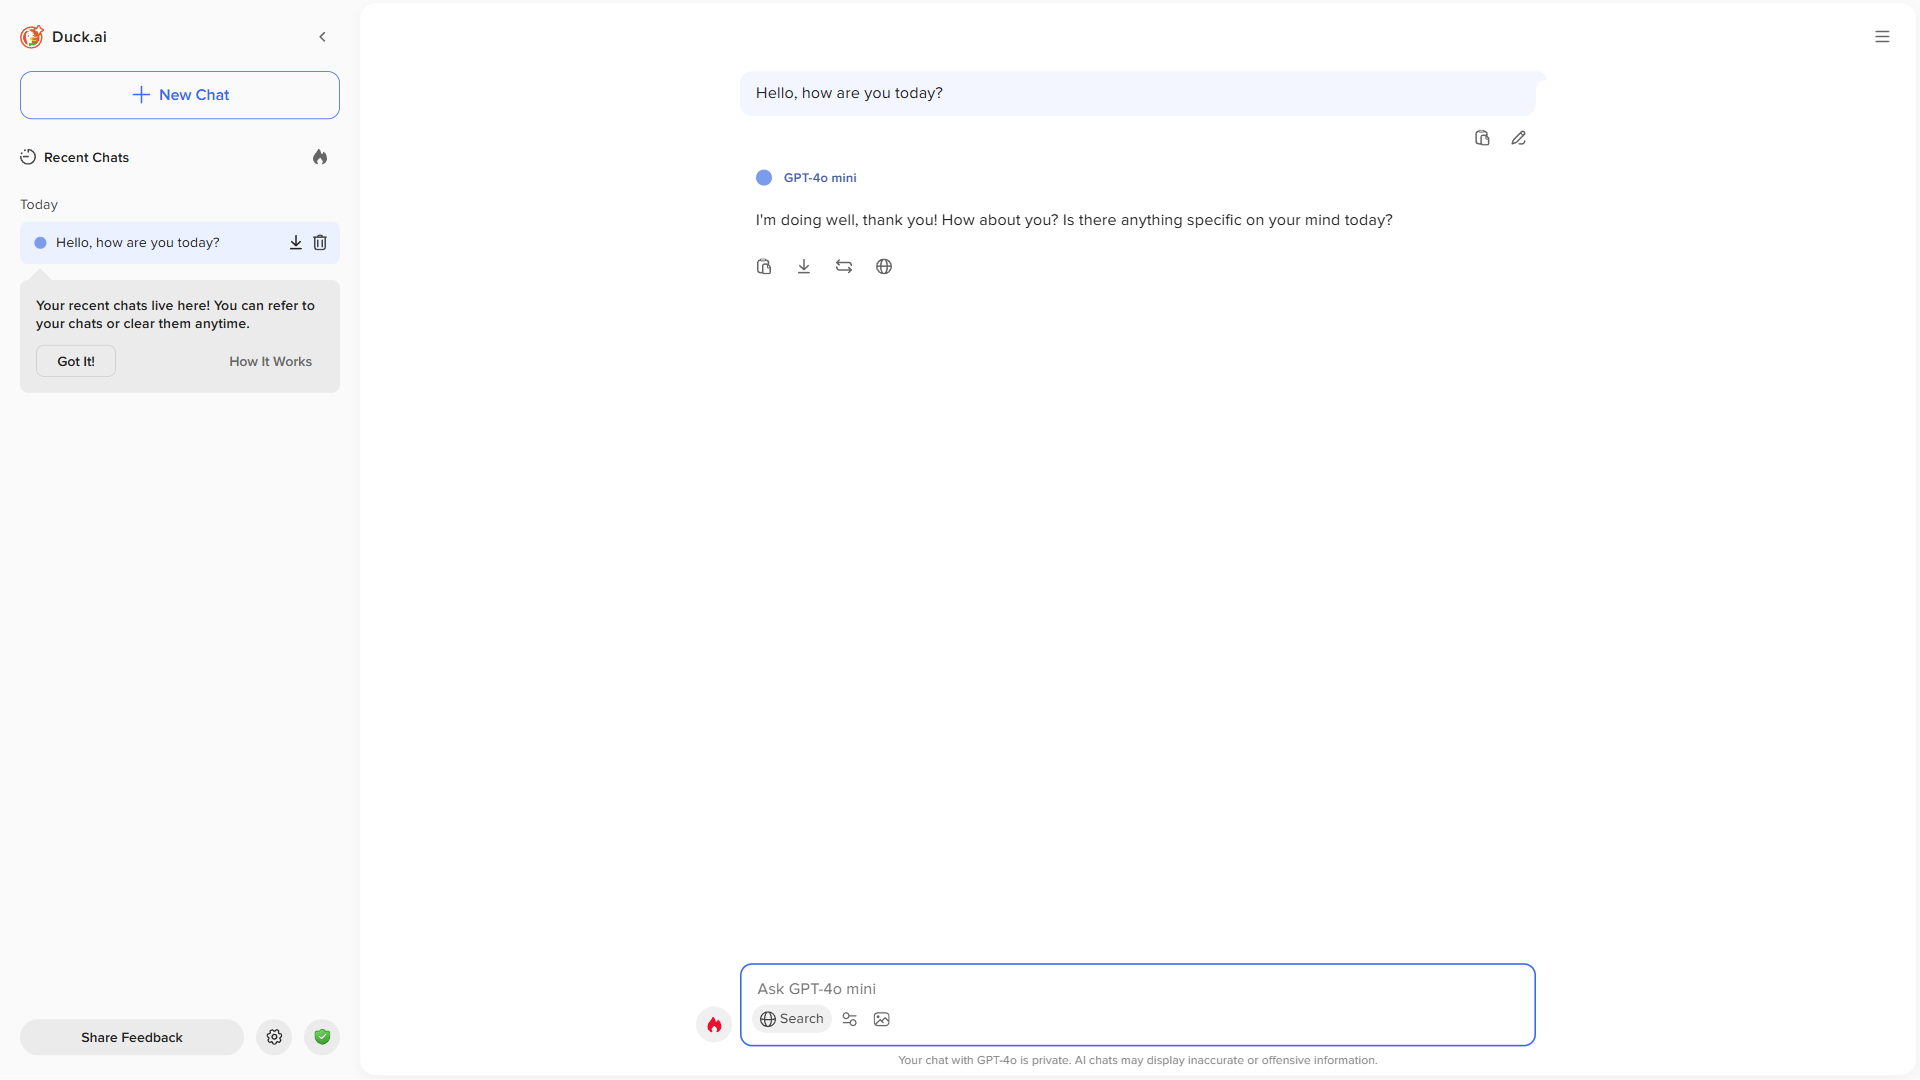 Duck.ai
New Chat
Recent Chats
Today
Hello, how are you today?
Your recent chats live here! You can refer to
your chats or clear them anytime.
Got It!
How It Works
Share Feedback
Hello, how are you today?
GPT-4o mini
I'm doing well, thank you! How about you? Is there anything specific on your mind today?
Ask GPT-4o mini
Search
Your chat with GPT-4o is private. AI chats may display inaccurate or offensive information.